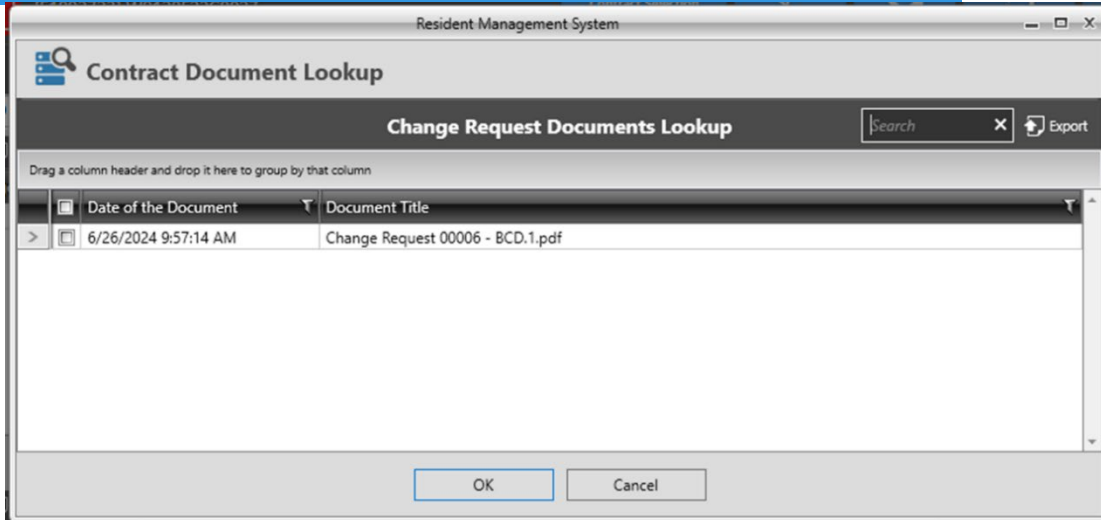 Resident Management System
Contract Document Lookup
Change Request Documents Lookup Search Export
Drag a column header and drop it here to group by that column
Date of the Document Document Title
6/26/2024 9:57:14 AM Change Request 00006 - BCD.1.pdf
OK Cancel